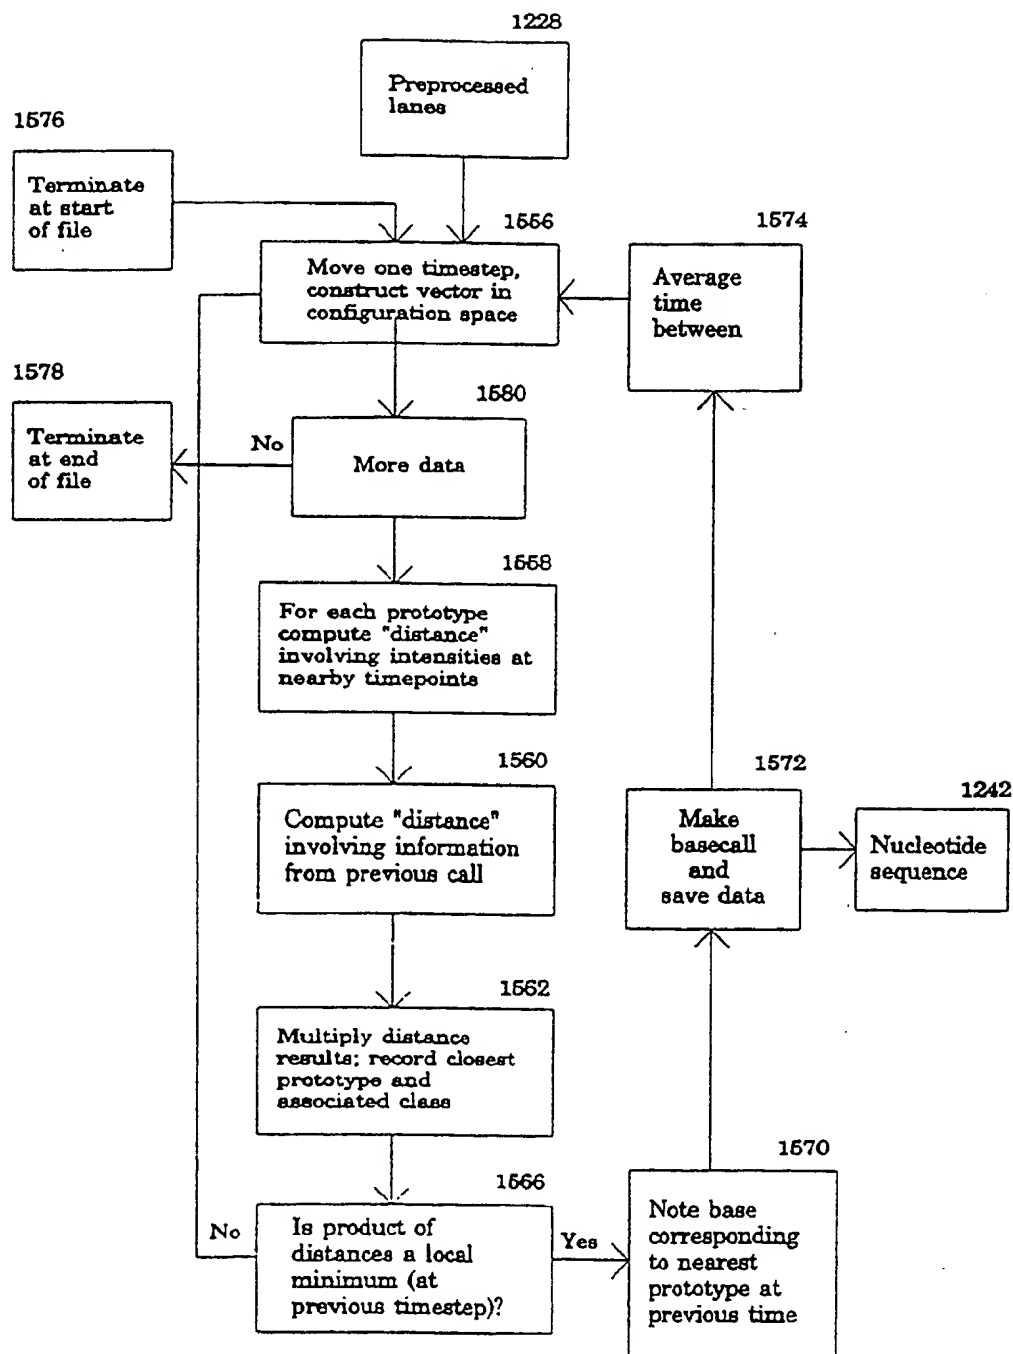 1228
Preprocessed
lanes
1576
Terminate
at start
of file
1556
Move one timestep,
construct vector in
configuration space
1574
Average
time
between
1578
Terminate
at end
of file
No
1580
More data
1558
For each prototype
compute "distance"
involving intensities at
nearby timepoints
1560
Compute "distance"
involving information
from previous call
1572
Make
basecall
and
save data
1242
Nucleotide
sequence
1562
Multiply distance
results; record closest
prototype and
associated class
1566
No
Is product of
distances a local
minimum (at
previous timestep)?
Yes
1570
Note base
corresponding
to nearest
prototype at
previous time